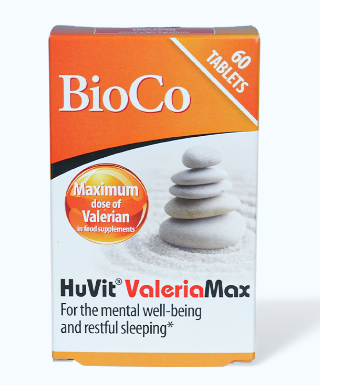 60
TABLETS
BioCo
Maximum
dose of
Valerian
in food supplements
HuVit® ValeriaMax
For the mental well-being
and restful sleeping*